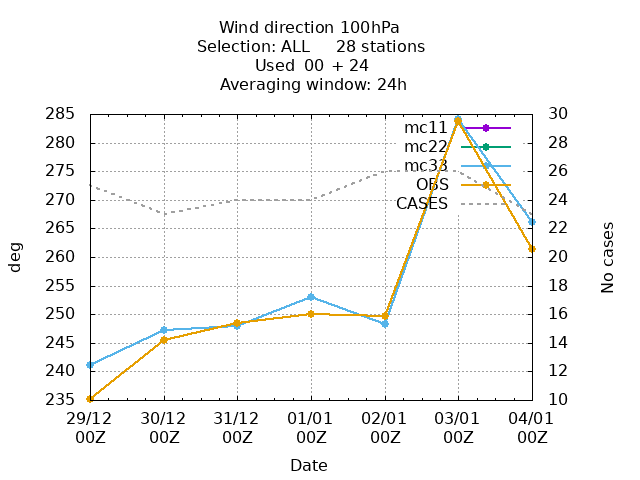 Wind direction 100hPa
Selection: ALL 28 stations
Used 00 + 24
Averaging window: 24h
285 30
280 28
275 26
270 24
265 22
260 20
255 18
250 16
245 14
240 12
235 10
mc11
mc22
mc33
OBS
CASES
deg
No cases
29/12 30/12 31/12 01/01 02/01 03/01 04/01
00Z 00Z 00Z 00Z 00Z 00Z 00Z
Date